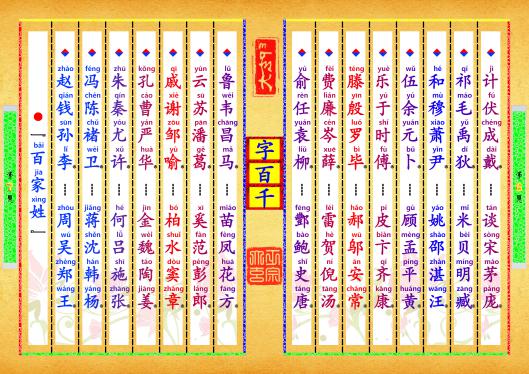 『百家姓』
bǎi jiā xìng
zhào qián sūn lǐ
赵钱孙李……周吴郑王
zhōu wú zhèng wáng
féng chén chǔ wèi
冯陈褚卫……蒋沈韩杨
jiǎng shěn hán yáng
zhū qín yóu xǔ
朱秦尤许……何吕施张
hé lǚ shī zhāng
kǒng cáo yán huà
孔曹严华……金魏陶姜
jīn wèi táo jiāng
qī xiè zōu yù
戚谢邹喻……柏水窦章
bó shuǐ dòu zhāng
yún sū pān gě
云苏潘葛……奚范彭郎
xī fàn péng láng
lǔ wéi chāng mǎ
鲁韦昌马……苗凤花方
miáo fèng huā fāng
字百千
yú rén yuán liǔ
俞任袁柳……酆鲍史唐
fēng bào shǐ táng
fèi lián cén xuē
费廉岑薛……雷贺倪汤
léi hè ní tāng
téng yīn luó bì
滕殷罗毕……郝邬安常
hǎo wū ān cháng
yuè yú shí fù
乐于时傅……皮卞齐康
pí biàn qí kāng
wǔ yú yuán bǔ
伍余元卜……顾孟平黄
gù mèng píng huáng
hé mù xiāo yǐn
和穆萧尹……姚邵湛汪
yáo shào zhàn wāng
qí máo yǔ dí
祁毛禹狄……米贝明臧
mǐ bèi míng zāng
jì fú chéng dài
计伏成戴……谈宋茅庞
tán sòng máo páng